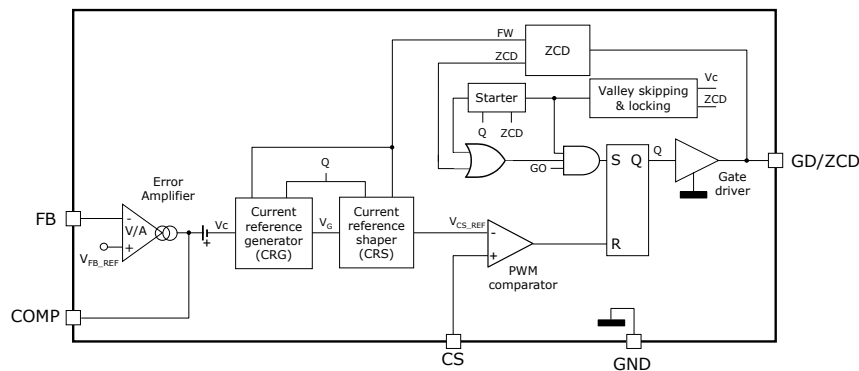 FW
ZCD
ZCD
Starter
Valley skipping
& locking
Vc
ZCD
Q
ZCD
GO
S
Q
R
Q
Gate
driver
GD/ZCD
Error
Amplifier
FB
-
V/A
+
VFB_REF
+
Vc
Q
Current
reference
generator
(CRG)
VG
Current
reference
shaper
(CRS)
VCS_REF
-
+
PWM
comparator
COMP
CS
GND